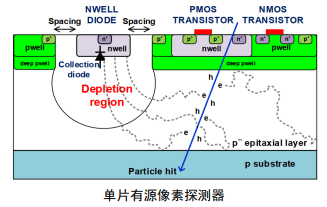 NWELL DIODE
PMOS TRANSISTOR
NMOS TRANSISTOR
Spacing
Spacing
p+
n+
p+
p+
p+
n+
n+
n+
p+
pwell
nwell
pwell
nwell
pwell
deep pwell
deep pwell
Collection diode
Depletion region
h
e
h
e
h
e
h
e
h
e
p-- epitaxial layer
Particle hit
p substrate
单片有源像素探测器